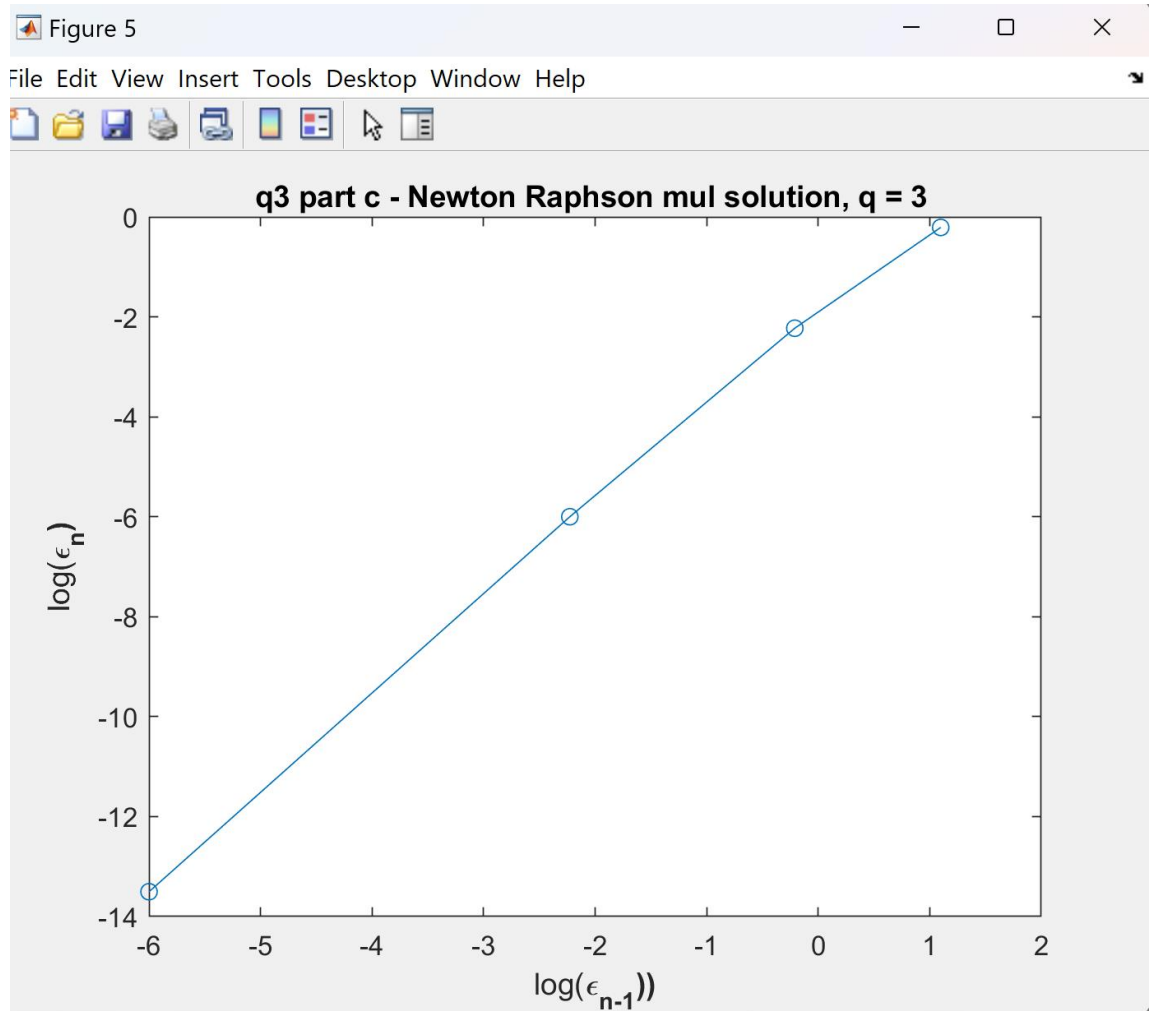 Figure 5
File Edit View Insert Tools Desktop Window Help
q3 part c - Newton Raphson mul solution, q = 3
0
-2
-4
-6
-8
-10
-12
-14
log(ϵn)
-6 -5 -4 -3 -2 -1 0 1 2
log(ϵn-1))